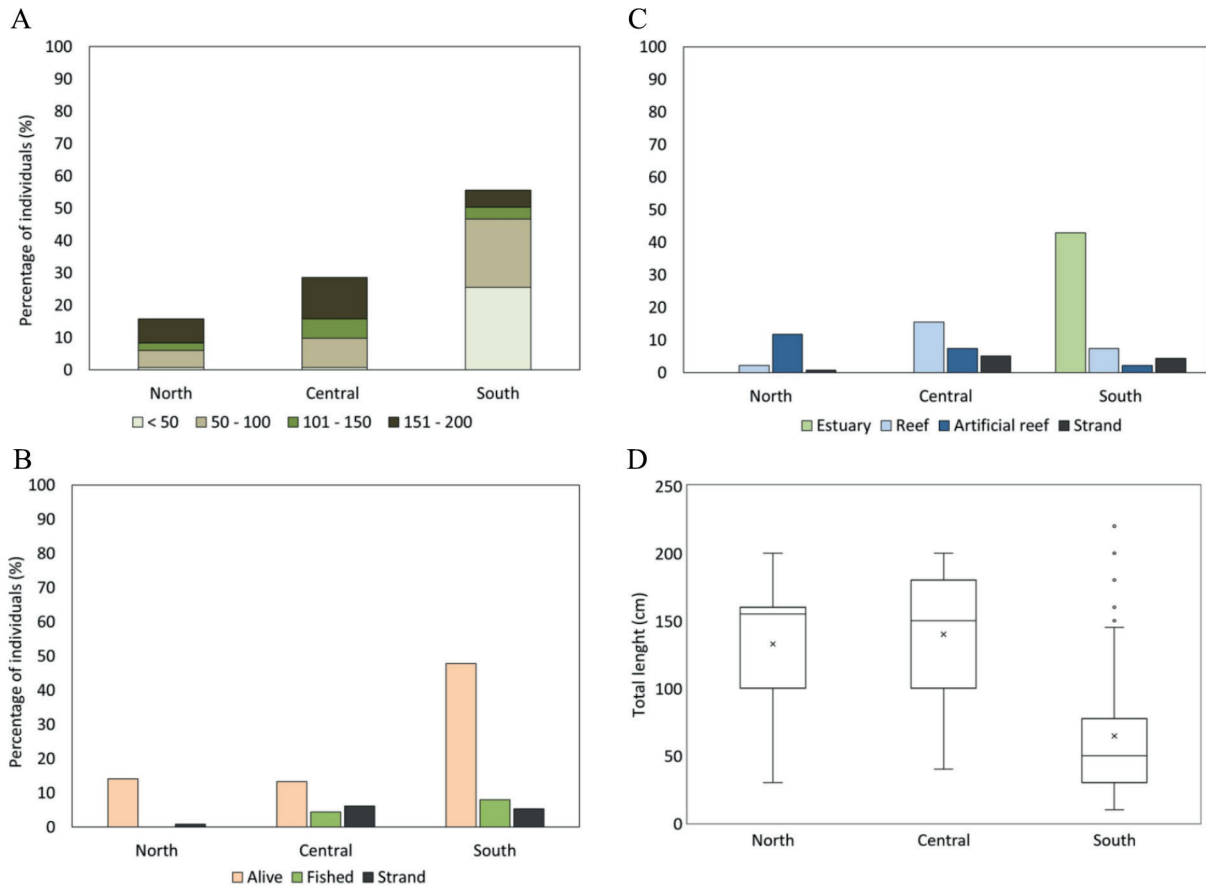 A
Percentage of individuals (%)
100
90
80
70
60
50
40
30
20
10
0
North Central South
< 50 50 - 100 101 - 150 151 - 200
B
Percentage of individuals (%)
100
90
80
70
60
50
40
30
20
10
0
North Central South
Alive Fished Strand
C
100
90
80
70
60
50
40
30
20
10
0
North Central South
Estuary Reef Artificial reef Strand
D
Total lenght (cm)
250
200
150
100
50
0
North Central South